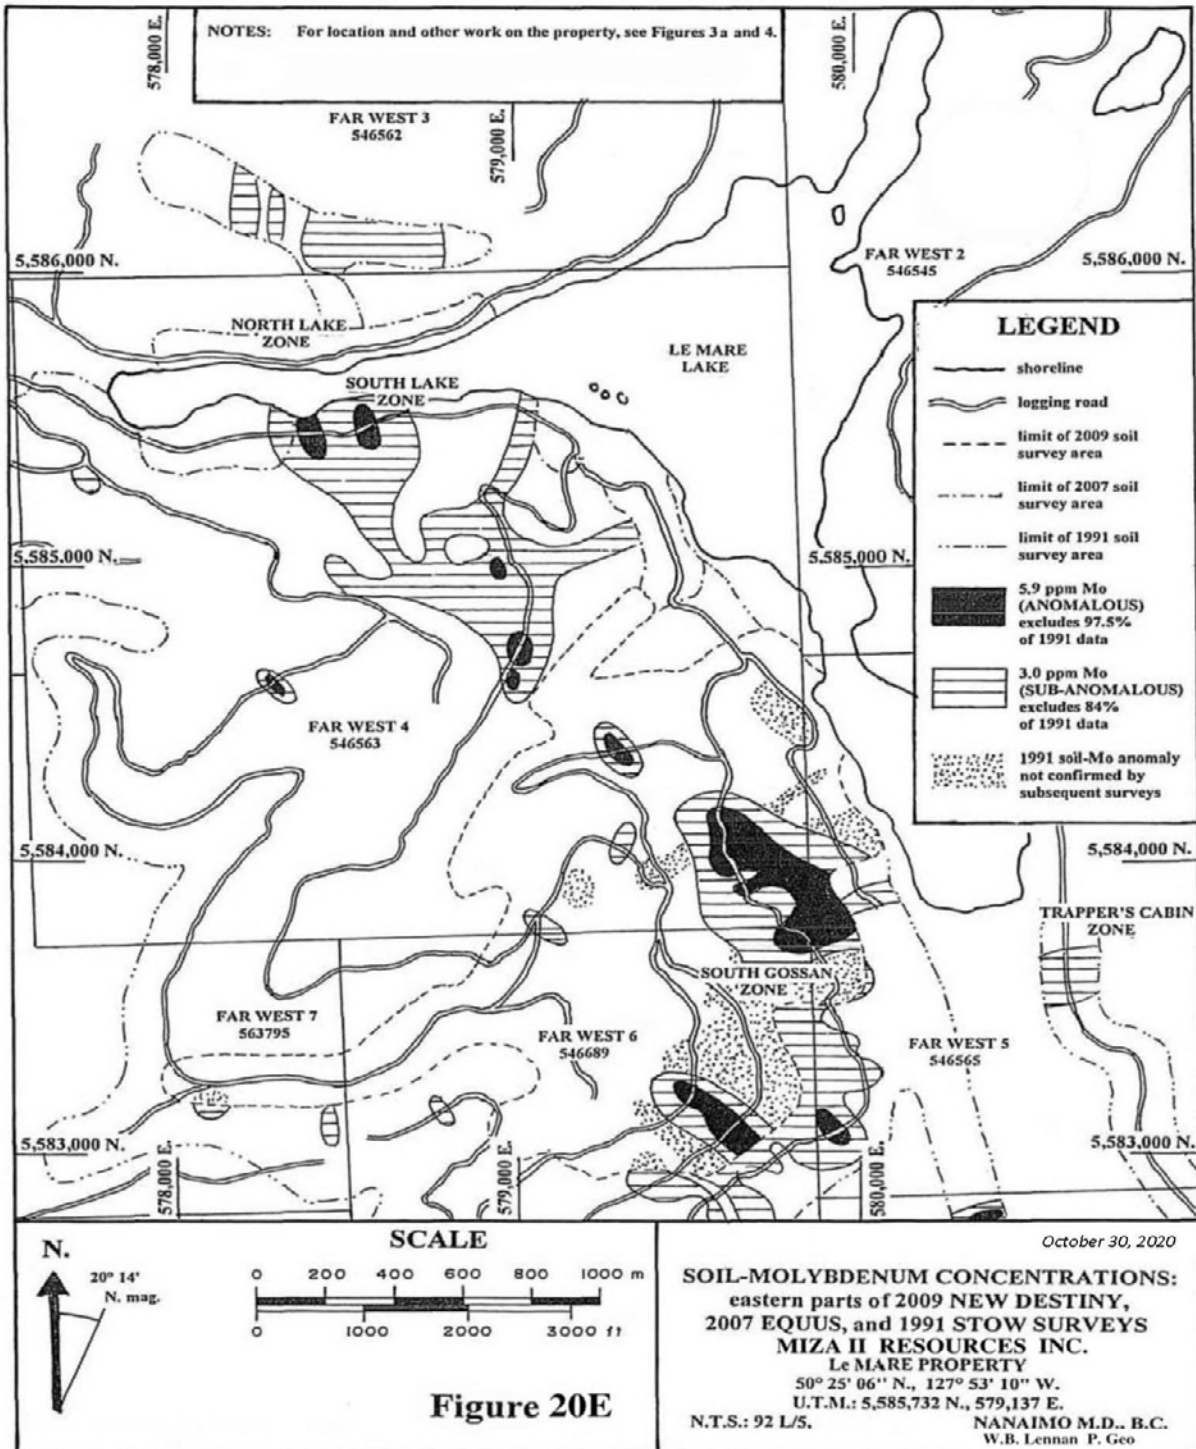 NOTES: For location and other work on the property, see Figures 3a and 4.
578,000 E.
580,000 E.
FAR WEST 3
546562
579,000 E.
5,586,000 N.
FAR WEST 2
546545
5,586,000 N.
NORTH LAKE
ZONE
LE MARE
LAKE
SOUTH LAKE
ZONE
LEGEND
shoreline
logging road
limit of 2009 soil
survey area
limit of 2007 soil
survey area
limit of 1991 soil
survey area
5.9 ppm Mo
(ANOMALOUS)
excludes 97.5%
of 1991 data
3.0 ppm Mo
(SUB-ANOMALOUS)
excludes 84%
of 1991 data
1991 soil-Mo anomaly
not confirmed by
subsequent surveys
5,585,000 N.
5,585,000 N.
FAR WEST 4
546563
5,584,000 N.
5,584,000 N.
TRAPPER'S CABIN
ZONE
SOUTH GOSSAN
ZONE
FAR WEST 7
563795
FAR WEST 6
546689
FAR WEST 5
546565
5,583,000 N.
5,583,000 N.
578,000 E.
579,000 E.
580,000 E.
N.
20° 14'
N. mag.
SCALE
0 200 400 600 800 1000 m
0 1000 2000 3000 ft
Figure 20E
October 30, 2020
SOIL-MOLYBDENUM CONCENTRATIONS:
eastern parts of 2009 NEW DESTINY,
2007 EQUUS, and 1991 STOW SURVEYS
MIZA II RESOURCES INC.
Le MARE PROPERTY
50° 25' 06" N., 127° 53' 10" W.
U.T.M.: 5,585,732 N., 579,137 E.
N.T.S.: 92 L/5. NANAIMO M.D.. B.C.
W.B. Lennan P. Geo